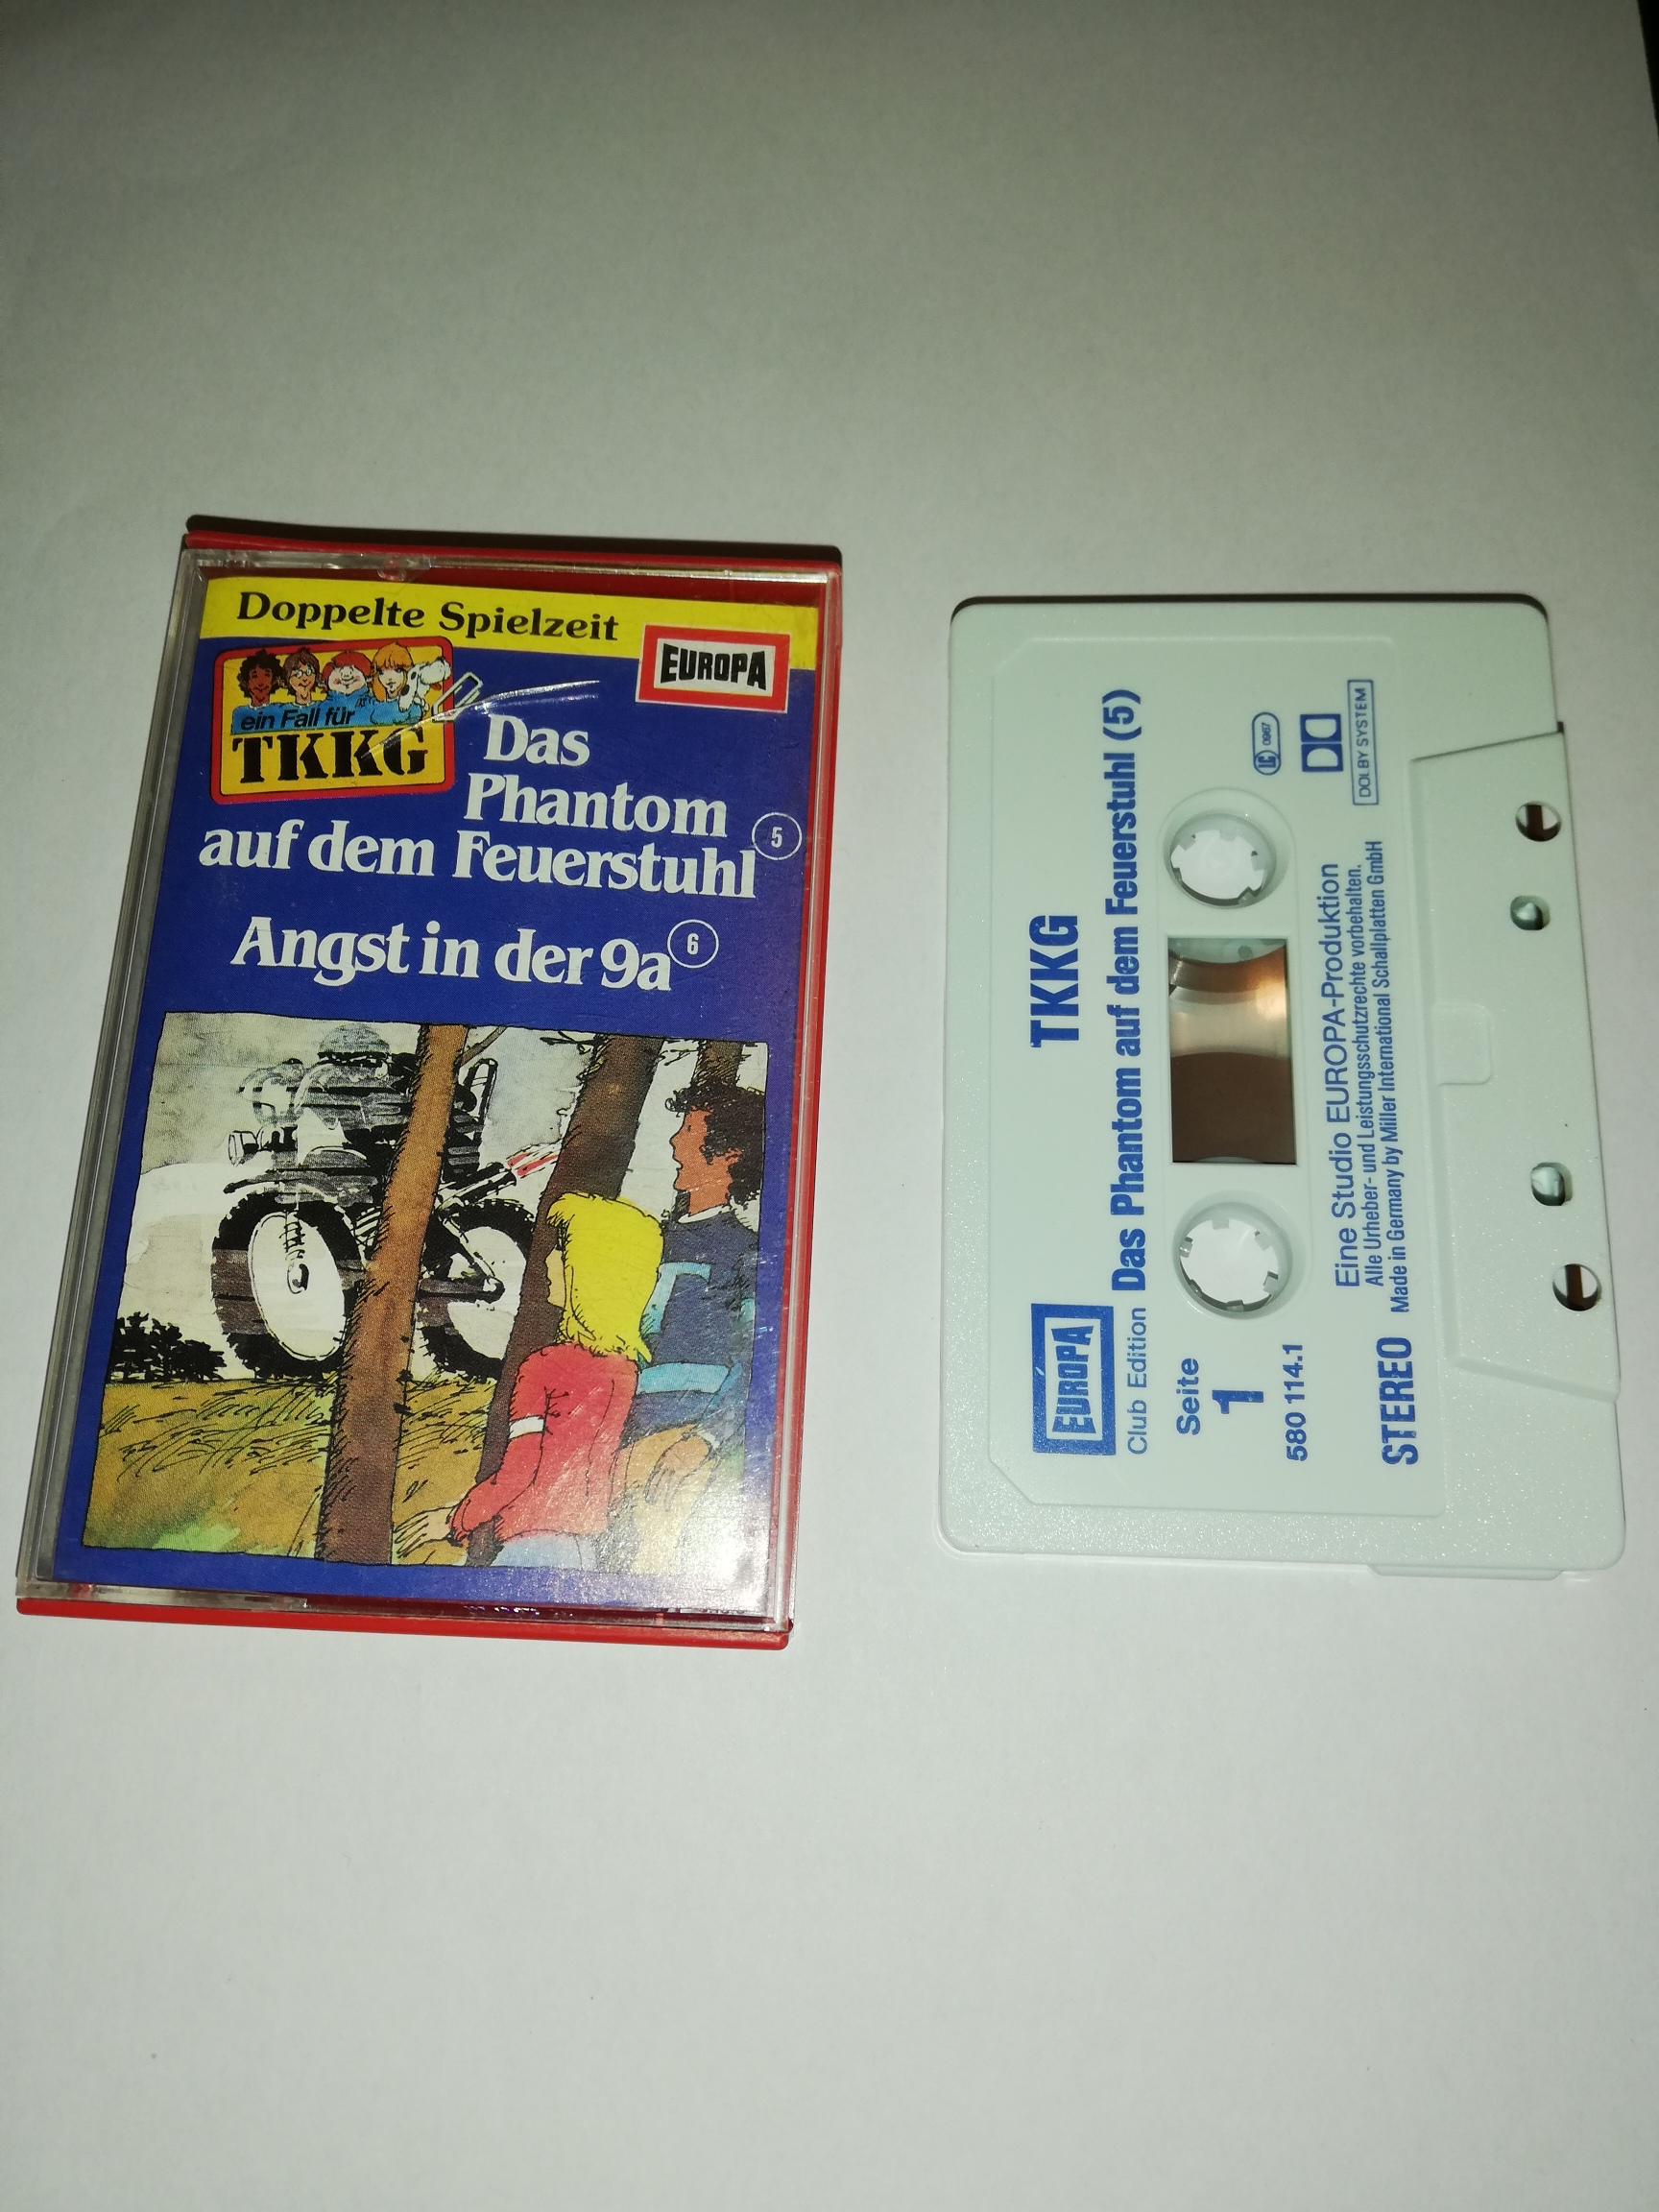 Doppelte Spielzeit
EUROPA
ein Fall für
TKKG
Das
Phantom
auf dem Feuerstuhl 5
Angst in der 9a 6
TKKG
EUROPA
Club Edition Das Phantom auf dem Feuerstuhl (5)
Seite
1
580 114.1
LC 0967
DOLBY SYSTEM
STEREO
Eine Studio EUROPA-Produktion
Alle Urheber- und Leistungsschutzrechte vorbehalten.
Made in Germany by Miller International Schallplatten GmbH